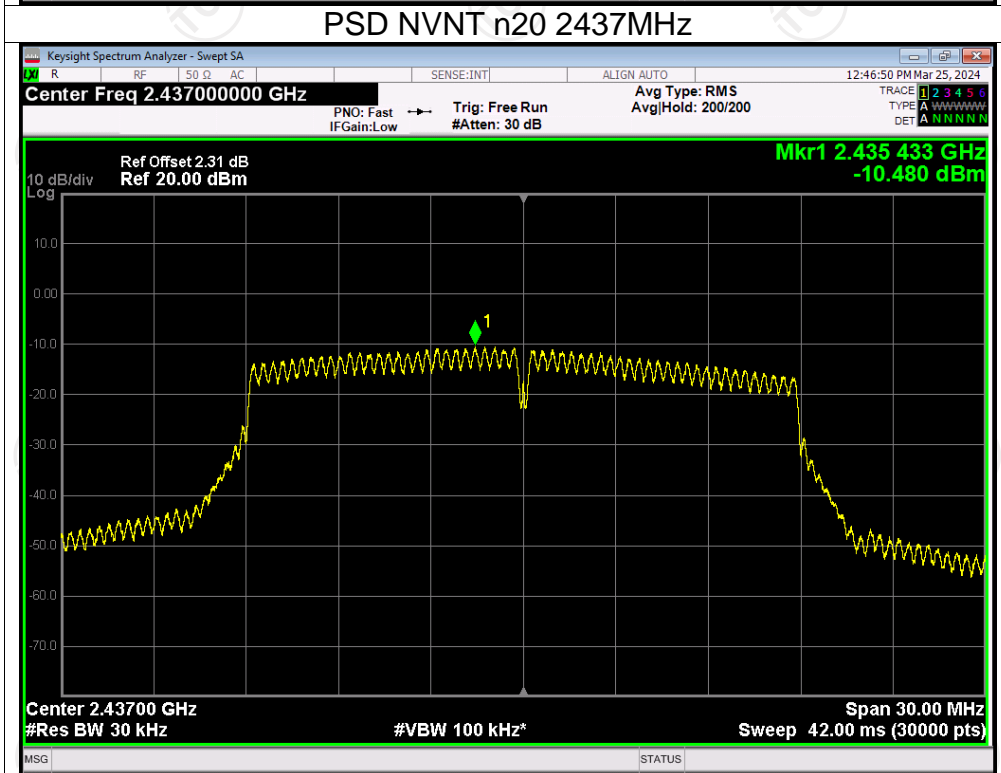 PSD NVNT n20 2437MHz
Keysight Spectrum Analyzer - Swept SA
LXI R RF 50 Ω AC SENSE:INT ALIGN AUTO 12:46:50 PM Mar 25, 2024
Center Freq 2.437000000 GHz
PNO: Fast
IFGain:Low
Trig: Free Run
#Atten: 30 dB
Avg Type: RMS
Avg|Hold: 200/200
TRACE 1 2 3 4 5 6
TYPE A WWWWW
DET A N N N N N
Mkr1 2.435 433 GHz
-10.480 dBm
Ref Offset 2.31 dB
10 dB/div Ref 20.00 dBm
Log
10.0
0.00
1
-10.0
-20.0
-30.0
-40.0
-50.0
-60.0
-70.0
Center 2.43700 GHz Span 30.00 MHz
#Res BW 30 kHz #VBW 100 kHz* Sweep 42.00 ms (30000 pts)
MSG STATUS